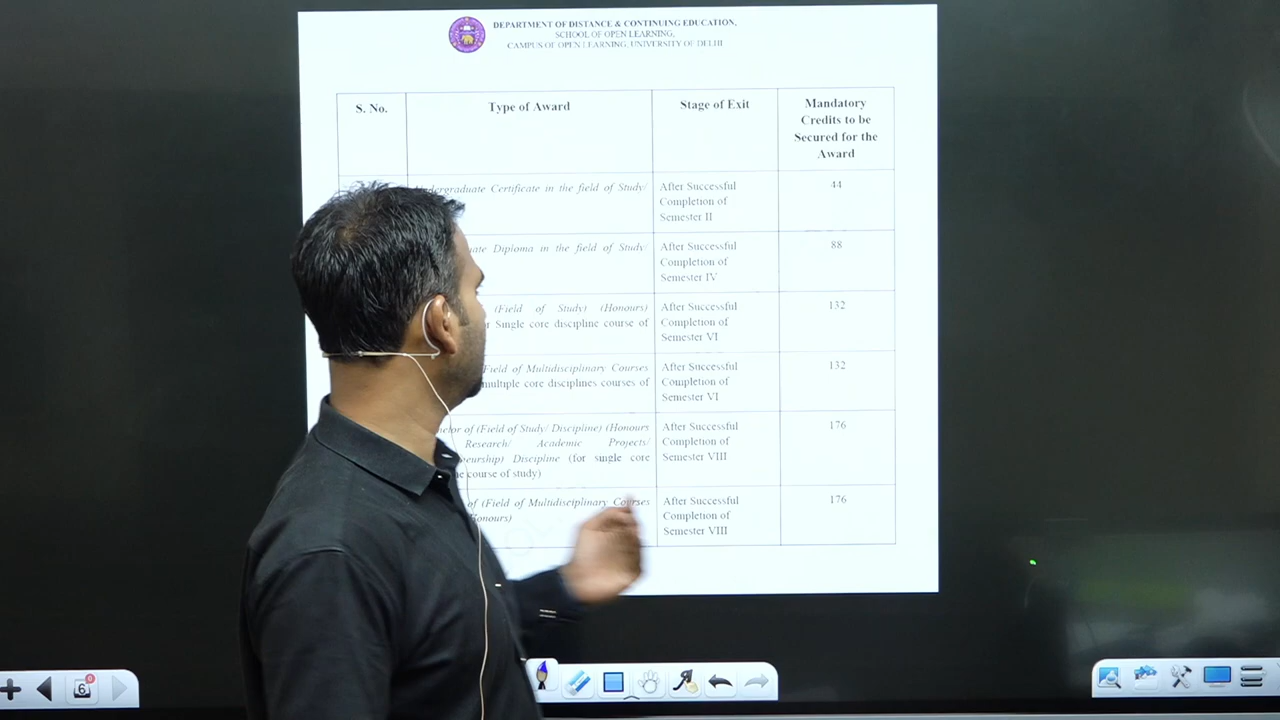 DEPARTMENT OF DISTANCE & CONTINUING EDUCATION,
SCHOOL OF OPEN LEARNING,
CAMPUS OF OPEN LEARNING, UNIVERSITY OF DELHI
S. No.
Type of Award
Stage of Exit
Mandatory
Credits to be
Secured for the
Award
Undergraduate Certificate in the field of Study/
After Successful
Completion of
Semester II
44
Diploma in the field of Study/
After Successful
Completion of
Semester IV
88
(Field of Study) (Honours)
Single core discipline course of
After Successful
Completion of
Semester VI
132
Field of Multidisciplinary Courses
multiple core disciplines courses of
After Successful
Completion of
Semester VI
132
of (Field of Study/ Discipline) (Honours
Research/ Academic Projects/
Discipline (for single core
course of study)
After Successful
Completion of
Semester VIII
176
of (Field of Multidisciplinary Courses
Honours)
After Successful
Completion of
Semester VIII
176
6